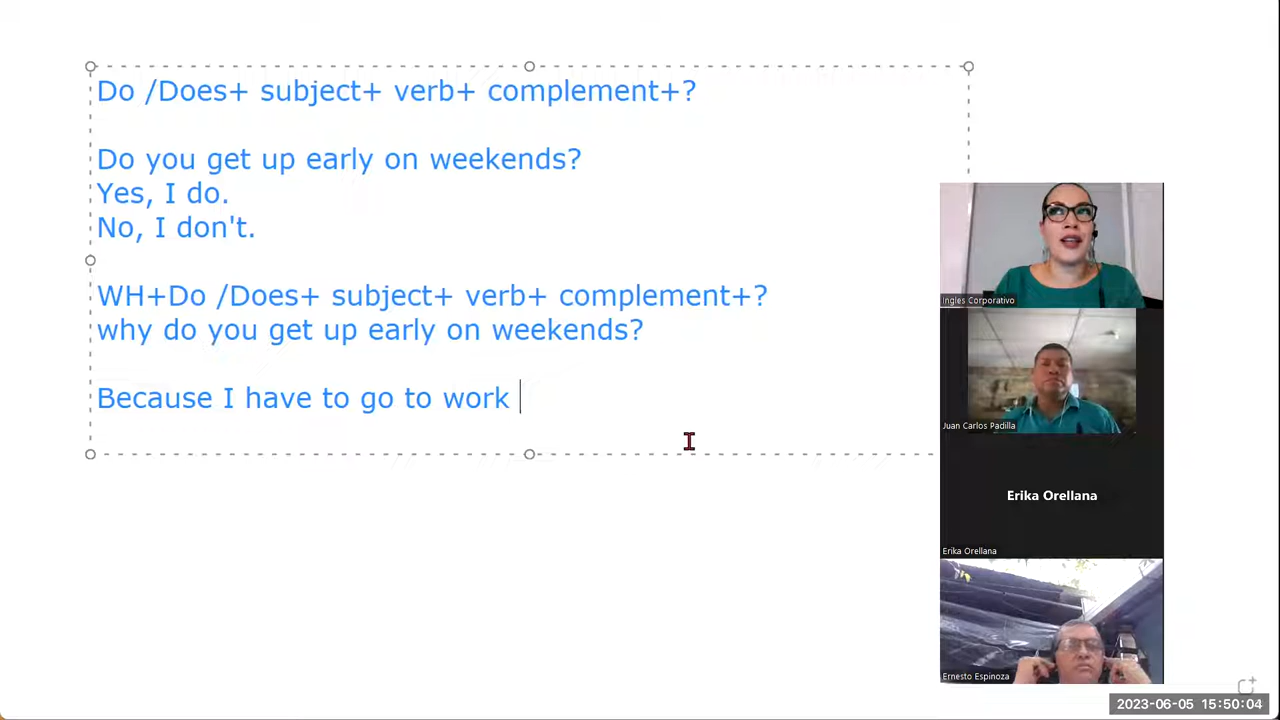 Do /Does+ subject+ verb+ complement+?
Do you get up early on weekends?
Yes, I do.
No, I don't.
WH+Do /Does+ subject+ verb+ complement+?
why do you get up early on weekends?
Because I have to go to work
Ingles Corporativo
Juan Carlos Padilla
Erika Orellana
Erika Orellana
Ernesto Espinoza
2023-06-05 15:50:04